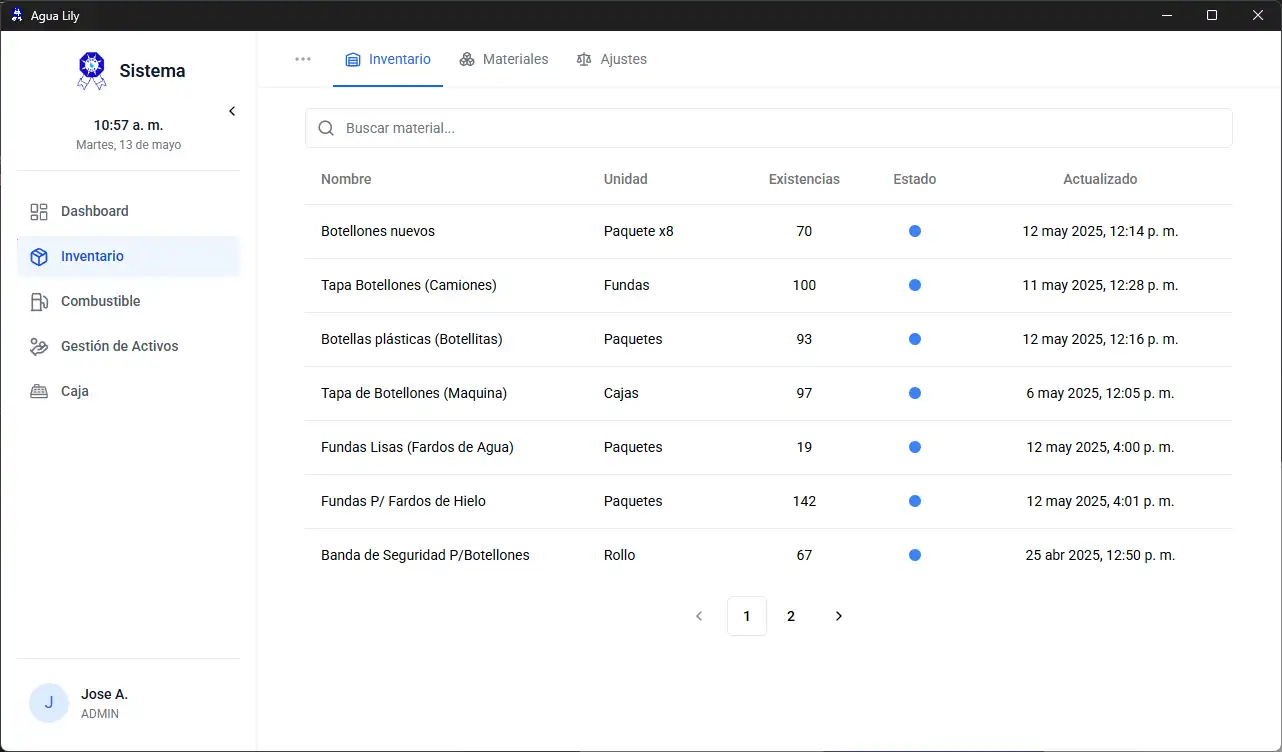 Agua Lily
Sistema
10:57 a. m.
Martes, 13 de mayo
Dashboard
Inventario
Combustible
Gestión de Activos
Caja
J
Jose A.
ADMIN
Inventario Materiales Ajustes
Buscar material...
Nombre Unidad Existencias Estado Actualizado
Botellones nuevos Paquete x8 70 12 may 2025, 12:14 p. m.
Tapa Botellones (Camiones) Fundas 100 11 may 2025, 12:28 p. m.
Botellas plásticas (Botellitas) Paquetes 93 12 may 2025, 12:16 p. m.
Tapa de Botellones (Maquina) Cajas 97 6 may 2025, 12:05 p. m.
Fundas Lisas (Fardos de Agua) Paquetes 19 12 may 2025, 4:00 p. m.
Fundas P/ Fardos de Hielo Paquetes 142 12 may 2025, 4:01 p. m.
Banda de Seguridad P/Botellones Rollo 67 25 abr 2025, 12:50 p. m.
1 2